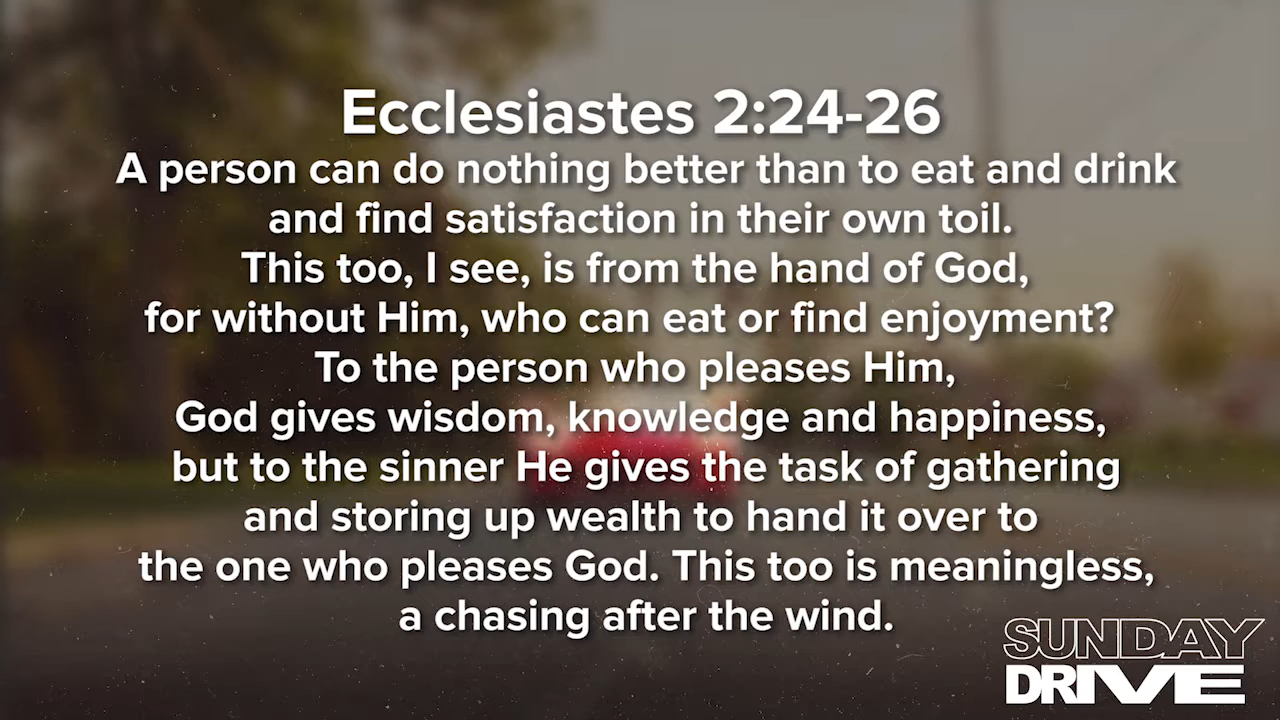 Ecclesiastes 2:24-26
A person can do nothing better than to eat and drink
and find satisfaction in their own toil.
This too, I see, is from the hand of God,
for without Him, who can eat or find enjoyment?
To the person who pleases Him,
God gives wisdom, knowledge and happiness,
but to the sinner He gives the task of gathering
and storing up wealth to hand it over to
the one who pleases God. This too is meaningless,
a chasing after the wind.
SUNDAY
DRIVE